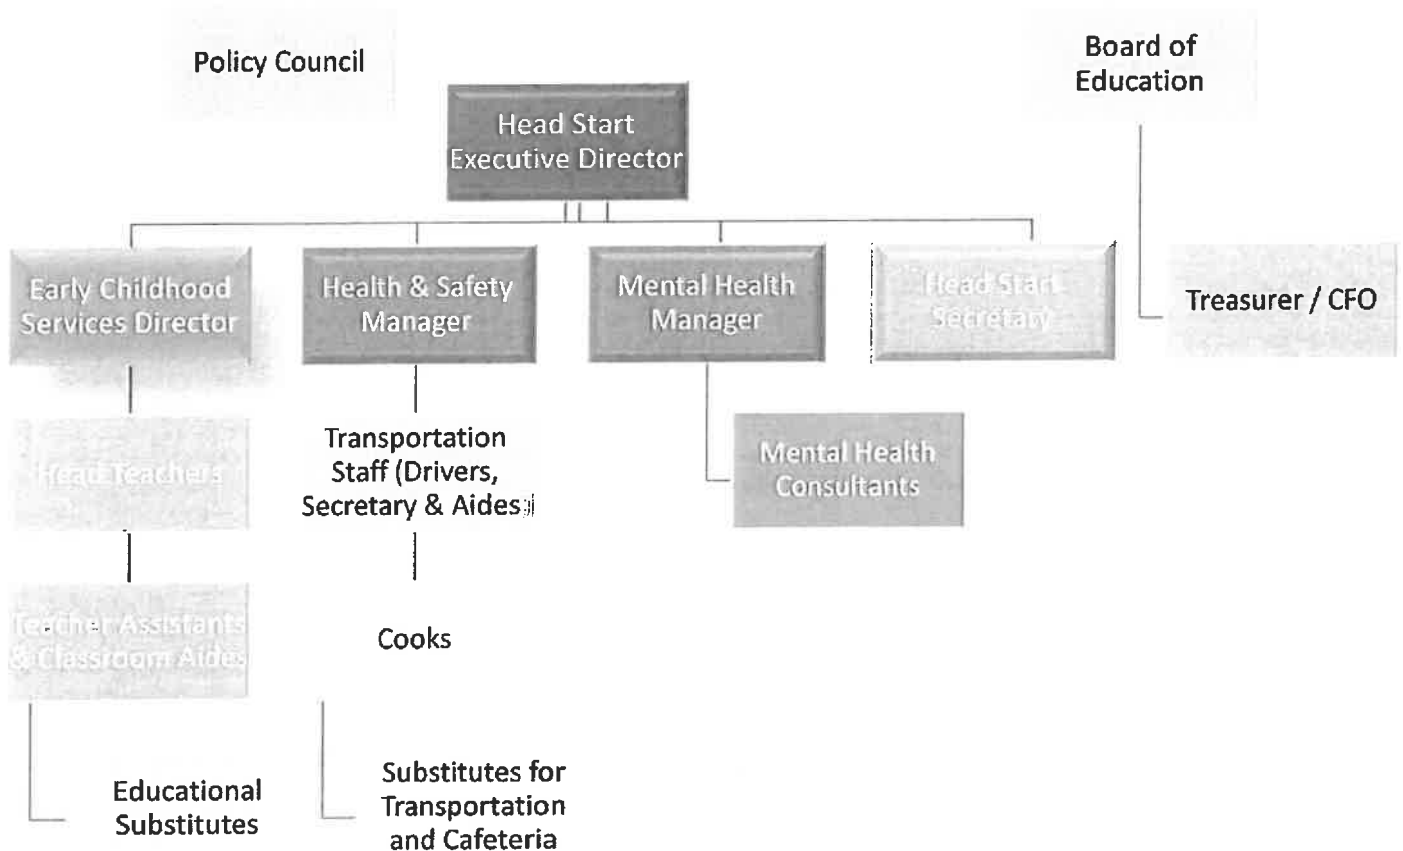 Policy Council
Board of
Education
Head Start
Executive Director
Early Childhood
Services Director
Health & Safety
Manager
Mental Health
Manager
Head Start
Secretary
Treasurer / CFO
Head Teachers
Transportation
Staff (Drivers,
Secretary & Aides)
Mental Health
Consultants
Teacher Assistants
& Classroom Aides
Cooks
Educational
Substitutes
Substitutes for
Transportation
and Cafeteria